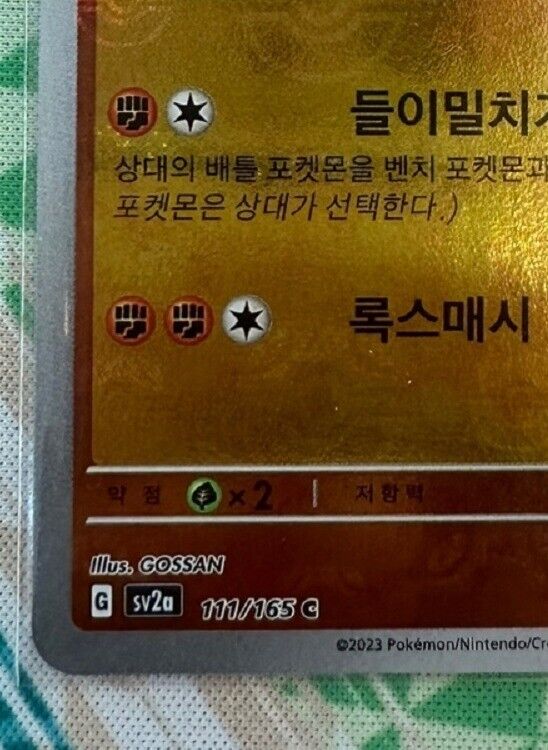 들이밀치기
상대의 배틀 포켓몬을 벤치 포켓몬과
포켓몬은 상대가 선택한다.)
록스매시
약점 ×2 저항력
Illus. GOSSAN
G sv2a 111/165 C
©2023 Pokémon/Nintendo/Cre